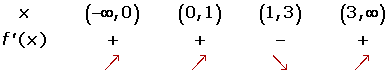 x (-∞,0) (0,1) (1,3) (3,∞)
f'(x) + + − +
↗ ↗ ↘ ↗